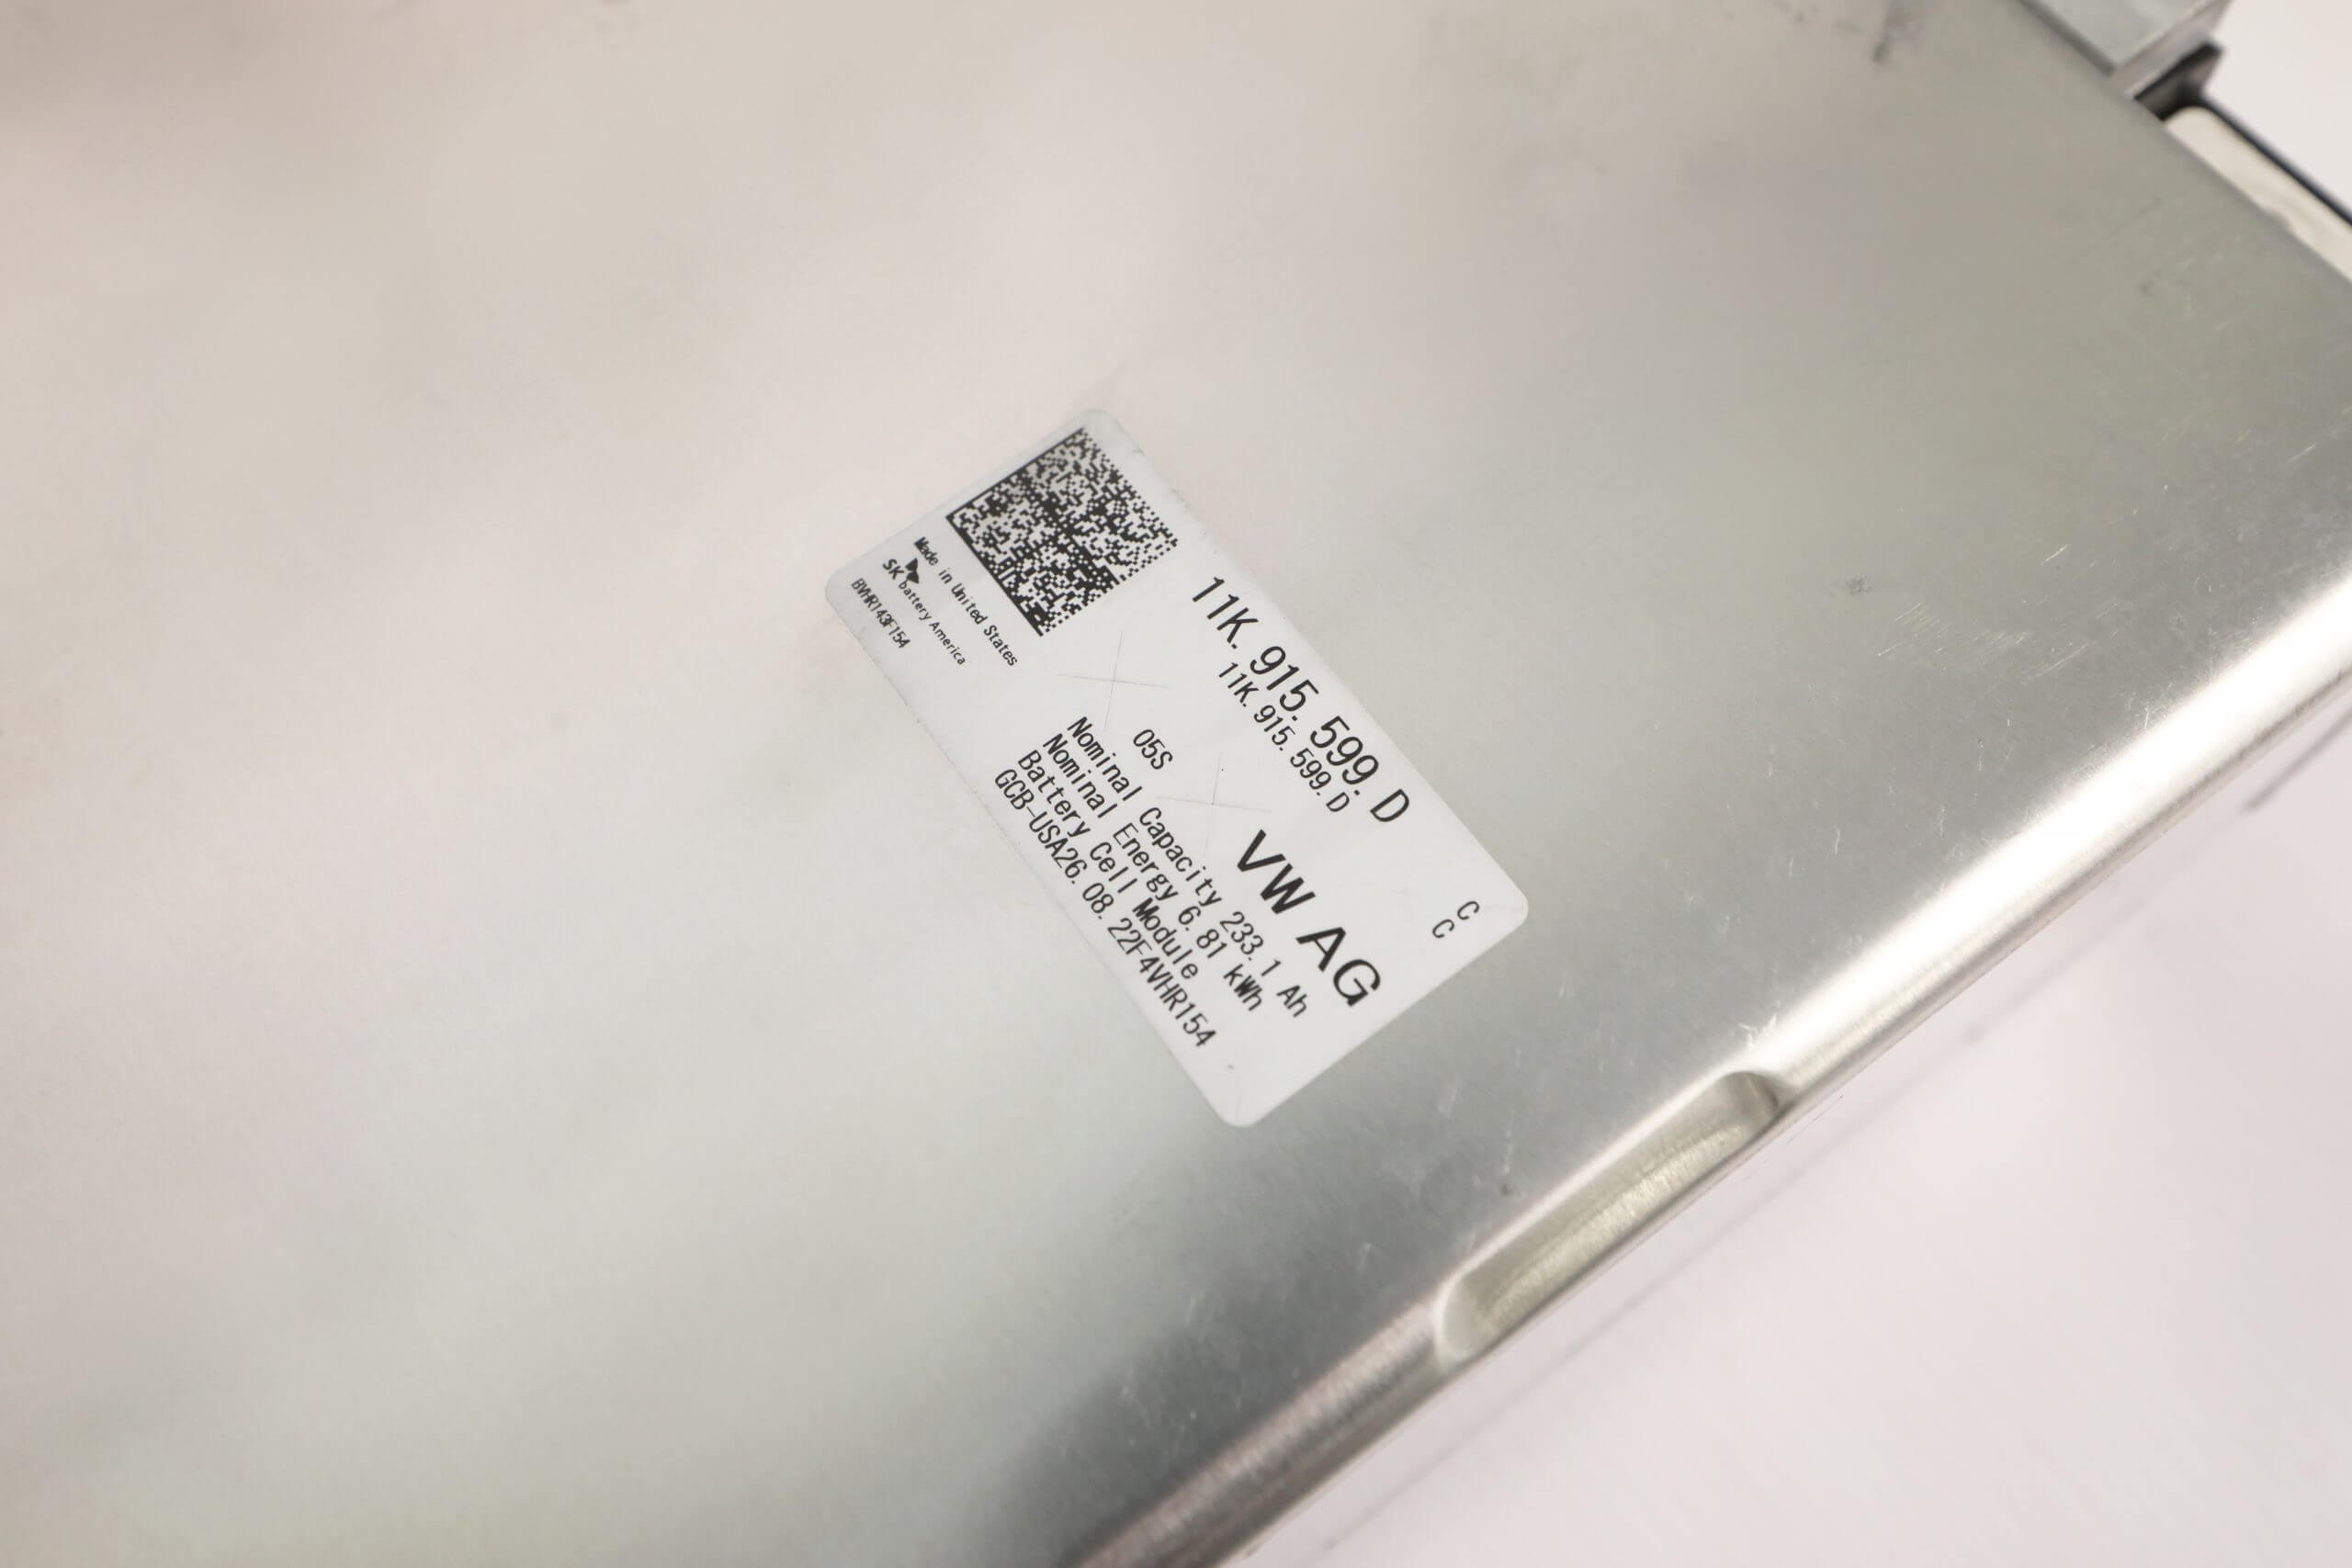 11K. 915. 599. D
11K. 915. 599. D
C
C
05S
VW AG
Nominal Capacity 233. 1 Ah
Nominal Energy 6. 81 kWh
Battery Cell Module
GCB-USA26. 08. 22F4VHR154
Made in United States
SK battery America
BVHR143F154